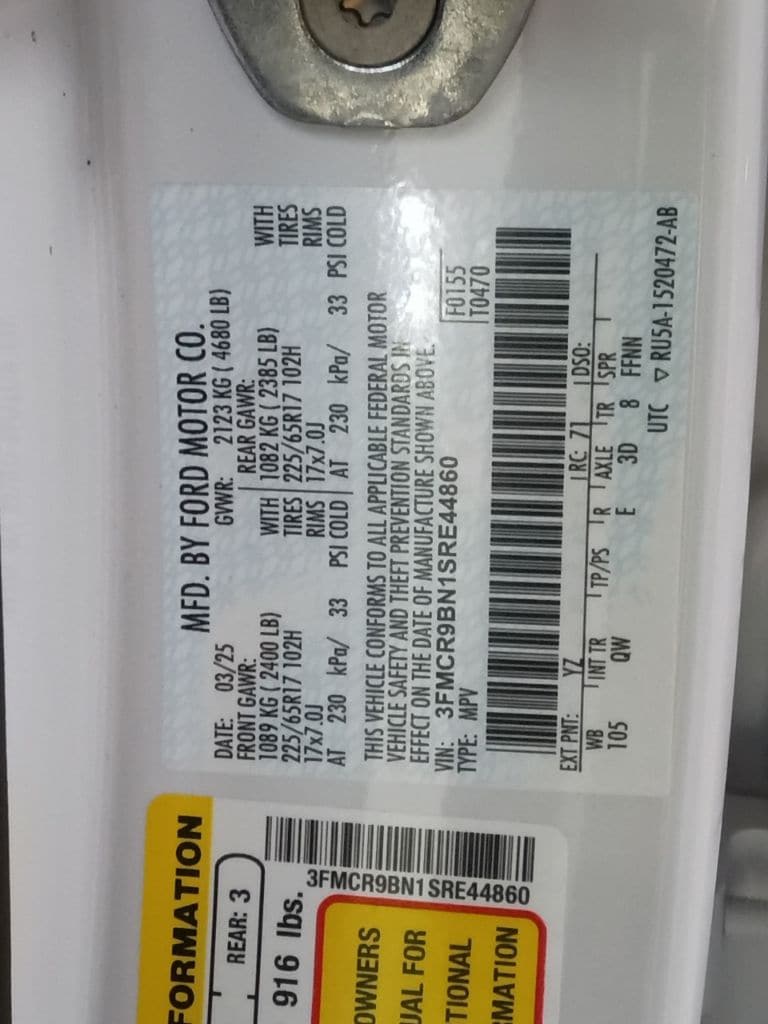 MFD. BY FORD MOTOR CO.
DATE: 03/25 GVWR: 2123 KG ( 4680 LB)
FRONT GAWR: REAR GAWR:
1089 KG ( 2400 LB) WITH 1082 KG ( 2385 LB) WITH
225/65R17 102H TIRES 225/65R17 102H TIRES
17x7.0J RIMS 17x7.0J RIMS
AT 230 kPa/ 33 PSI COLD AT 230 kPa/ 33 PSI COLD
THIS VEHICLE CONFORMS TO ALL APPLICABLE FEDERAL MOTOR
VEHICLE SAFETY AND THEFT PREVENTION STANDARDS IN
EFFECT ON THE DATE OF MANUFACTURE SHOWN ABOVE.
VIN: 3FMCR9BN1SRE44860 F0155
TYPE: MPV T0470
EXT PNT: YZ RC: 71 DSO:
WB INT TR TP/PS R AXLE TR SPR
105 QW E 3D 8 FFNN
UTC ▽ RU5A-1520472-AB
FORMATION
REAR: 3
916 lbs.
3FMCR9BN1SRE44860
OWNERS
UAL FOR
TIONAL
RMATION